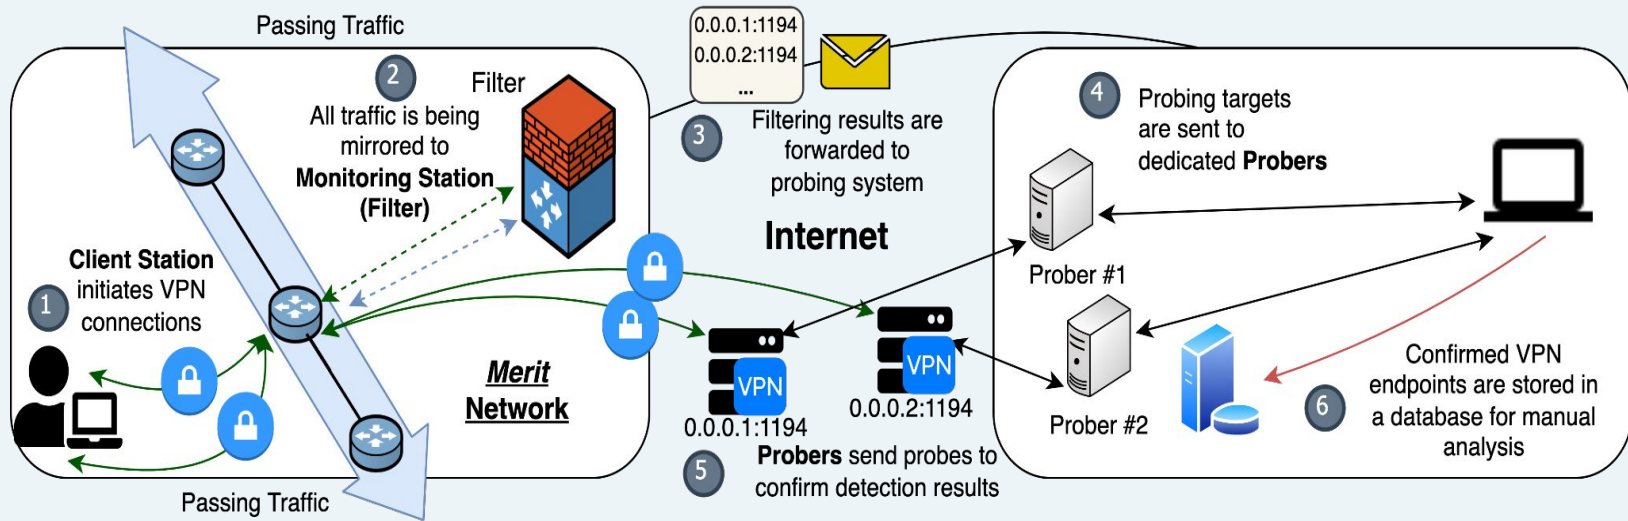 Passing Traffic
1
Client Station
initiates VPN
connections
2
All traffic is being
mirrored to
Monitoring Station
(Filter)
Filter
Merit
Network
Passing Traffic
0.0.0.1:1194
0.0.0.2:1194
...
3
Filtering results are
forwarded to
probing system
Internet
VPN
0.0.0.1:1194
VPN
0.0.0.2:1194
5
Probers send probes to
confirm detection results
4
Probing targets
are sent to
dedicated Probers
Prober #1
Prober #2
6
Confirmed VPN
endpoints are stored in
a database for manual
analysis